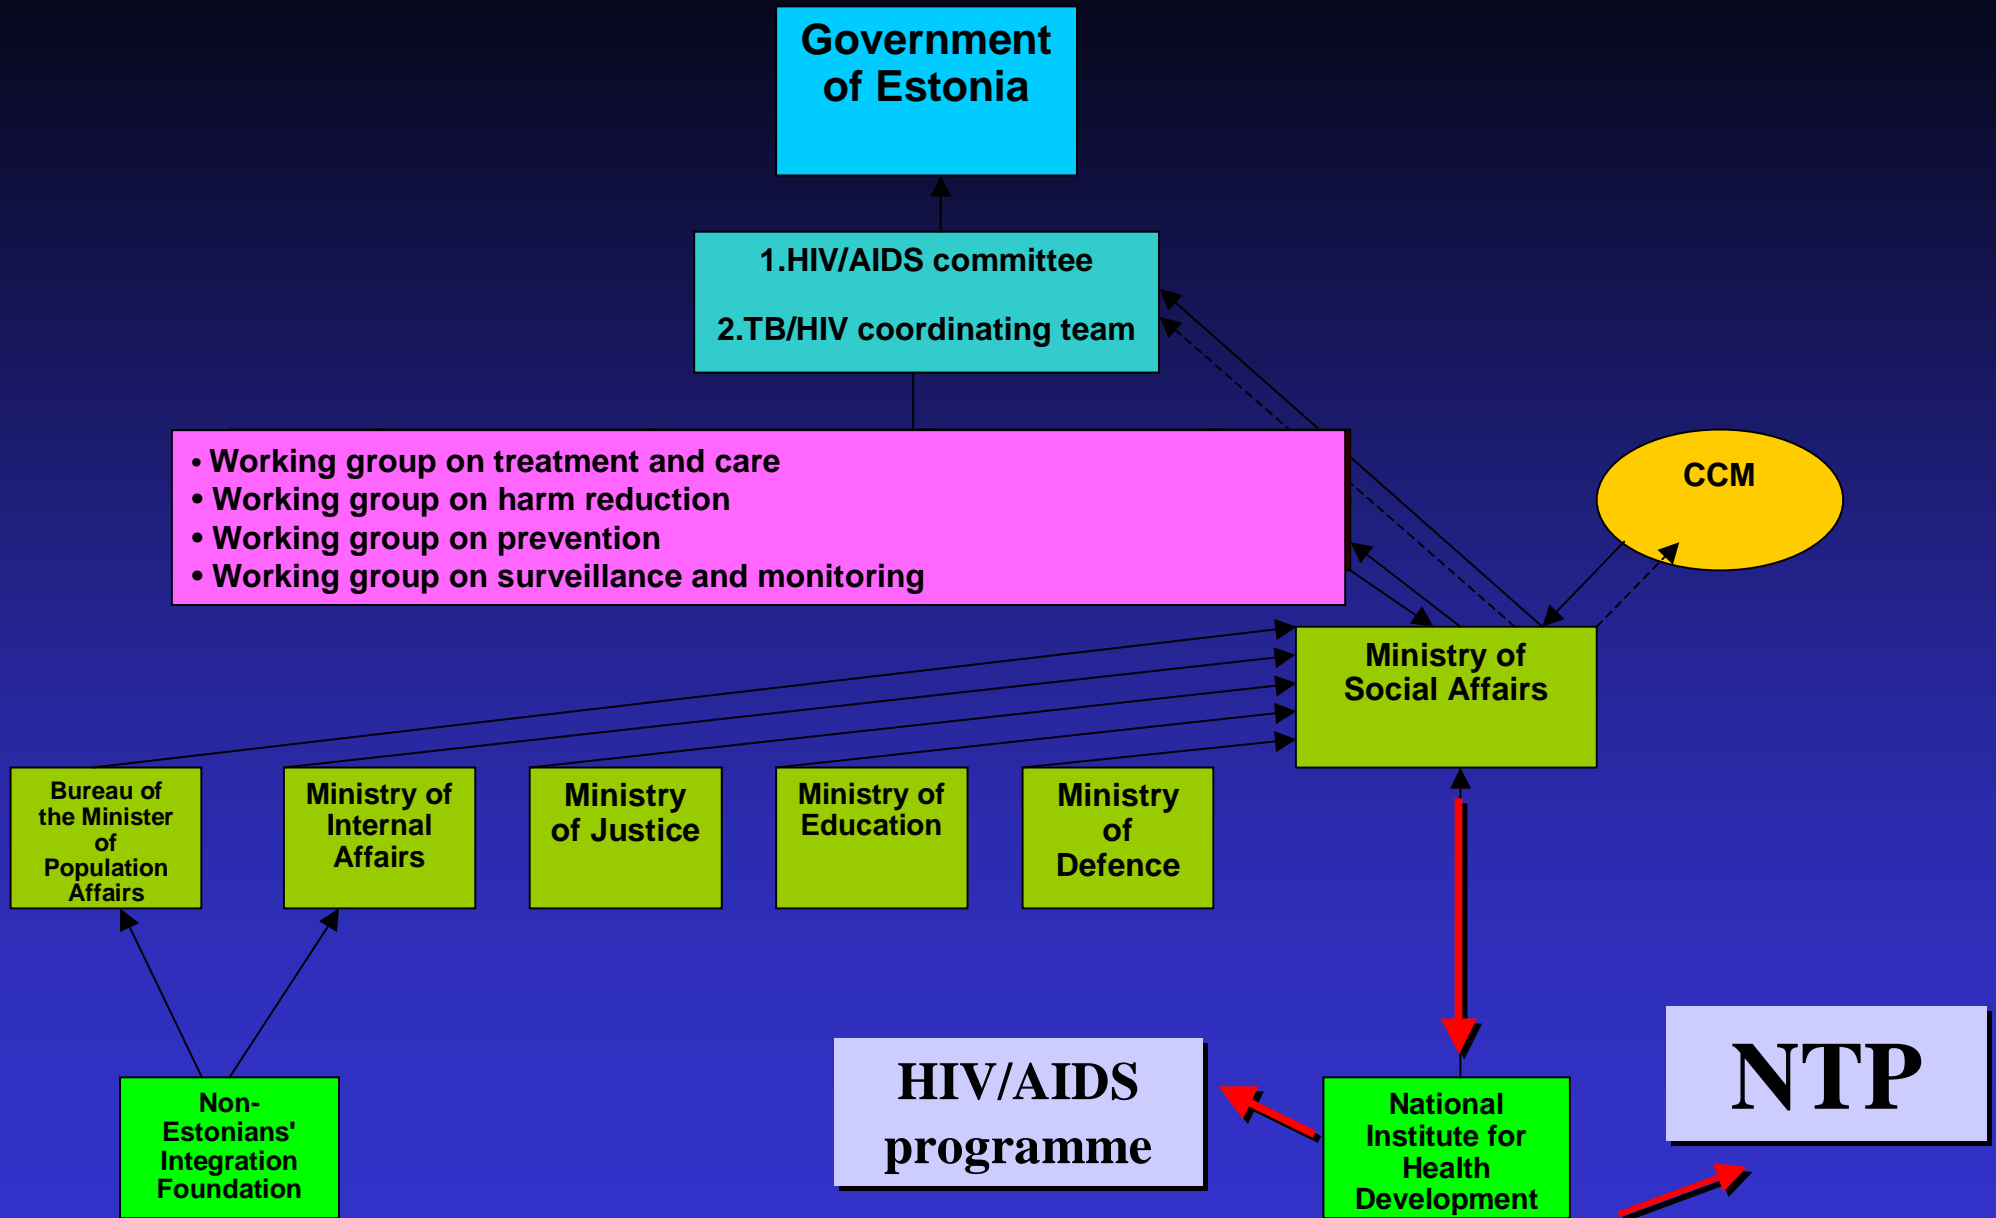 Government
of Estonia
1.HIV/AIDS committee
2.TB/HIV coordinating team
• Working group on treatment and care
• Working group on harm reduction
• Working group on prevention
• Working group on surveillance and monitoring
CCM
Ministry of
Social Affairs
Bureau of
the Minister
of
Population
Affairs
Ministry of
Internal
Affairs
Ministry
of Justice
Ministry of
Education
Ministry
of
Defence
Non-
Estonians'
Integration
Foundation
HIV/AIDS
programme
National
Institute for
Health
Development
NTP